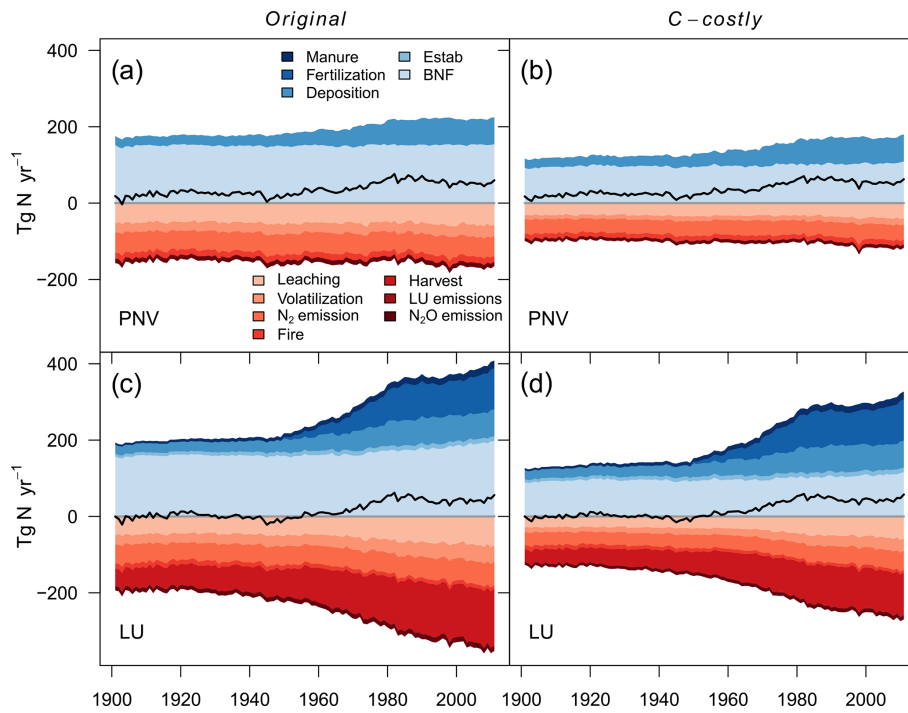 Original
C – costly
(a)
Manure
Fertilization
Deposition
Estab
BNF
(b)
400
200
0
−200
Tg N yr⁻¹
Leaching
Volatilization
N₂ emission
Fire
Harvest
LU emissions
N₂O emission
PNV
PNV
(c)
(d)
400
200
0
−200
Tg N yr⁻¹
LU
LU
1900 1920 1940 1960 1980 2000
1900 1920 1940 1960 1980 2000